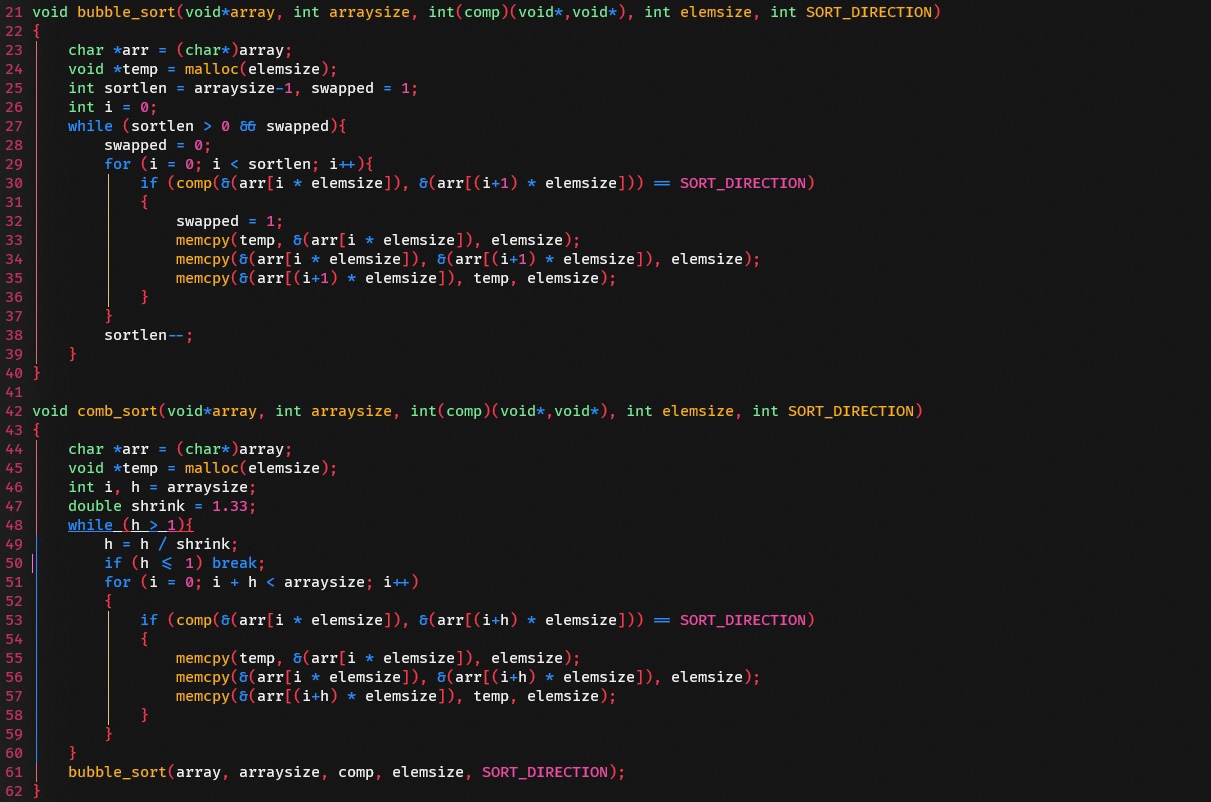 21 void bubble_sort(void*array, int arraysize, int(comp)(void*,void*), int elemsize, int SORT_DIRECTION)
22 {
23     char *arr = (char*)array;
24     void *temp = malloc(elemsize);
25     int sortlen = arraysize-1, swapped = 1;
26     int i = 0;
27     while (sortlen > 0 && swapped){
28         swapped = 0;
29         for (i = 0; i < sortlen; i++){
30             if (comp(&(arr[i * elemsize]), &(arr[(i+1) * elemsize])) == SORT_DIRECTION)
31             {
32                 swapped = 1;
33                 memcpy(temp, &(arr[i * elemsize]), elemsize);
34                 memcpy(&(arr[i * elemsize]), &(arr[(i+1) * elemsize]), elemsize);
35                 memcpy(&(arr[(i+1) * elemsize]), temp, elemsize);
36             }
37         }
38         sortlen--;
39     }
40 }
41
42 void comb_sort(void*array, int arraysize, int(comp)(void*,void*), int elemsize, int SORT_DIRECTION)
43 {
44     char *arr = (char*)array;
45     void *temp = malloc(elemsize);
46     int i, h = arraysize;
47     double shrink = 1.33;
48     while (h > 1){
49         h = h / shrink;
50         if (h <= 1) break;
51         for (i = 0; i + h < arraysize; i++)
52         {
53             if (comp(&(arr[i * elemsize]), &(arr[(i+h) * elemsize])) == SORT_DIRECTION)
54             {
55                 memcpy(temp, &(arr[i * elemsize]), elemsize);
56                 memcpy(&(arr[i * elemsize]), &(arr[(i+h) * elemsize]), elemsize);
57                 memcpy(&(arr[(i+h) * elemsize]), temp, elemsize);
58             }
59         }
60     }
61     bubble_sort(array, arraysize, comp, elemsize, SORT_DIRECTION);
62 }